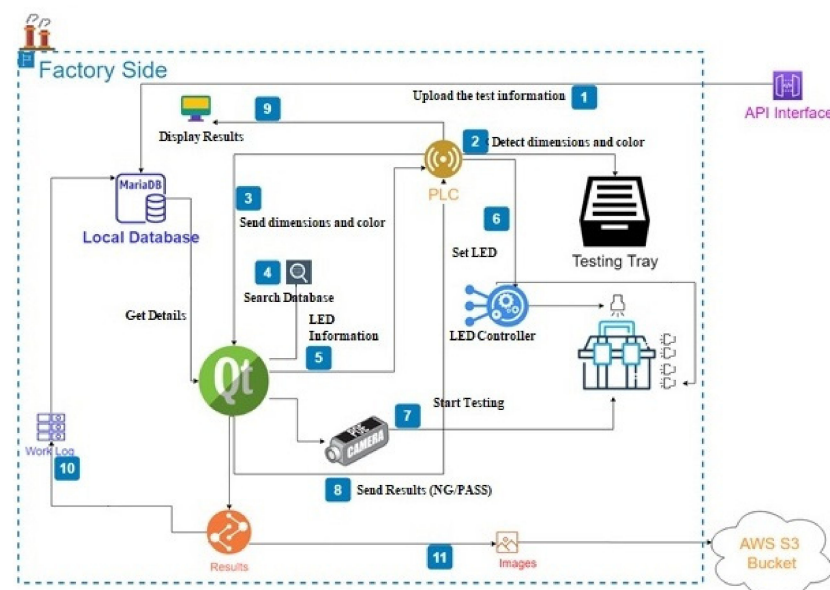 Factory Side
Upload the test information 1
API Interface
9
Display Results
2 Detect dimensions and color
PLC
MariaDB
Local Database
3
Send dimensions and color
6
Set LED
Testing Tray
4
Search Database
Get Details
LED
Information
5
LED Controller
Qt
7 Start Testing
CAMERA
Work Log
10
8 Send Results (NG/PASS)
Results
11
Images
AWS S3
Bucket